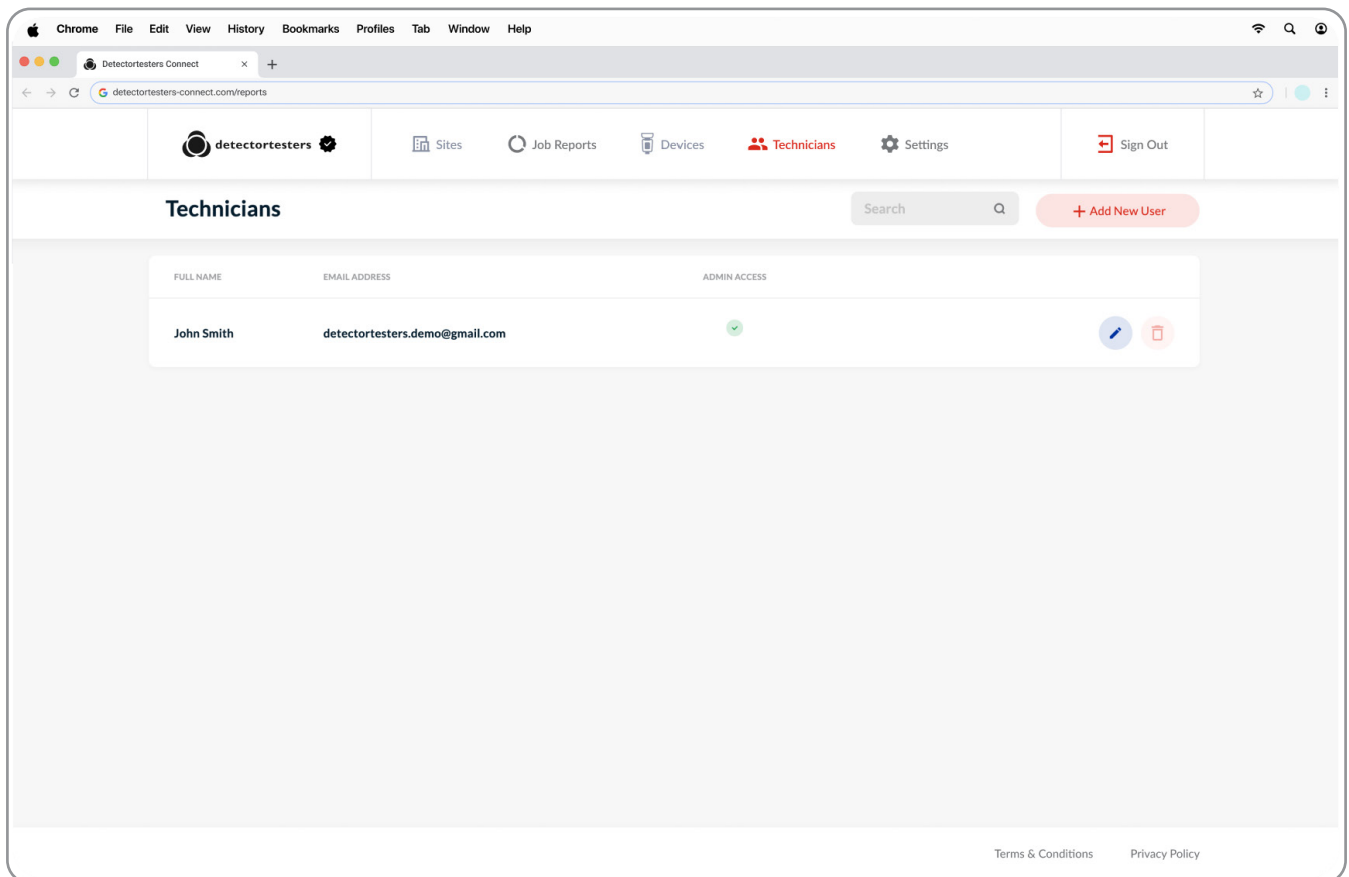 Chrome File Edit View History Bookmarks Profiles Tab Window Help
Detectortesters Connect
detectortesters-connect.com/reports
detectortesters Sites Job Reports Devices Technicians Settings Sign Out
Technicians Search + Add New User
FULL NAME EMAIL ADDRESS ADMIN ACCESS
John Smith detectortesters.demo@gmail.com
Terms & Conditions Privacy Policy